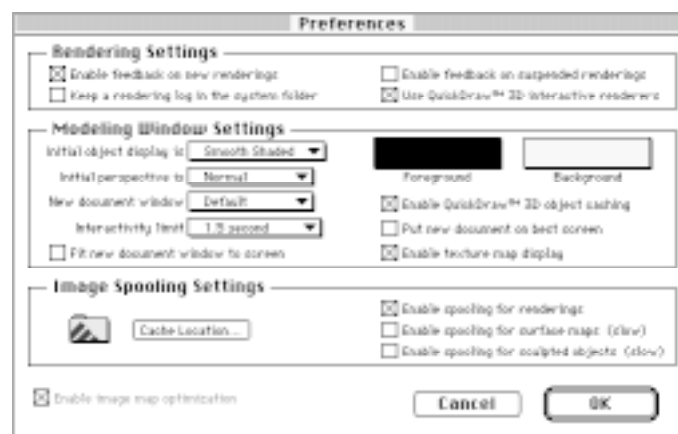 Preferences
Rendering Settings
Enable feedback on new renderings
Enable feedback on suspended renderings
Keep a rendering log in the system folder
Use QuickDraw™ 3D interactive renderers
Modeling Window Settings
Initial object display is Smooth Shaded
Initial perspective is Normal
Foreground Background
New document window Default
Enable QuickDraw™ 3D object caching
Interactivity limit 1.5 second
Put new document on best screen
Fit new document window to screen
Enable texture map display
Image Spooling Settings
Enable spooling for renderings
Cache Location...
Enable spooling for surface maps (slow)
Enable spooling for sculpted objects (slow)
Enable image map optimization
Cancel OK